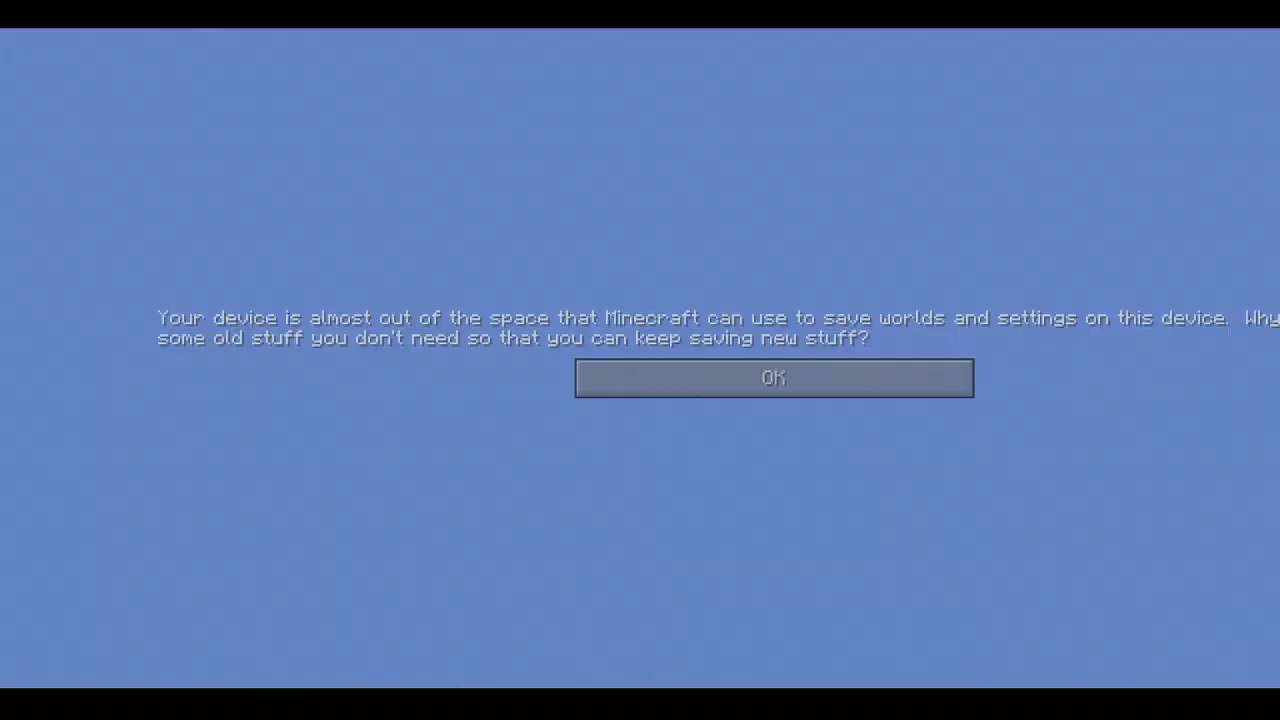 Your device is almost out of the space that Minecraft can use to save worlds and settings on this device.  Why
some old stuff you don't need so that you can keep saving new stuff?
OK